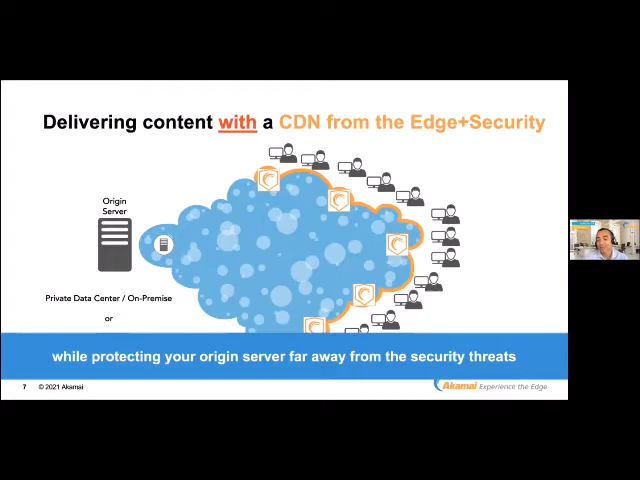 Delivering content with a CDN from the Edge+Security
Origin
Server
Private Data Center / On-Premise
or
while protecting your origin server far away from the security threats
7 © 2021 Akamai
Akamai Experience the Edge